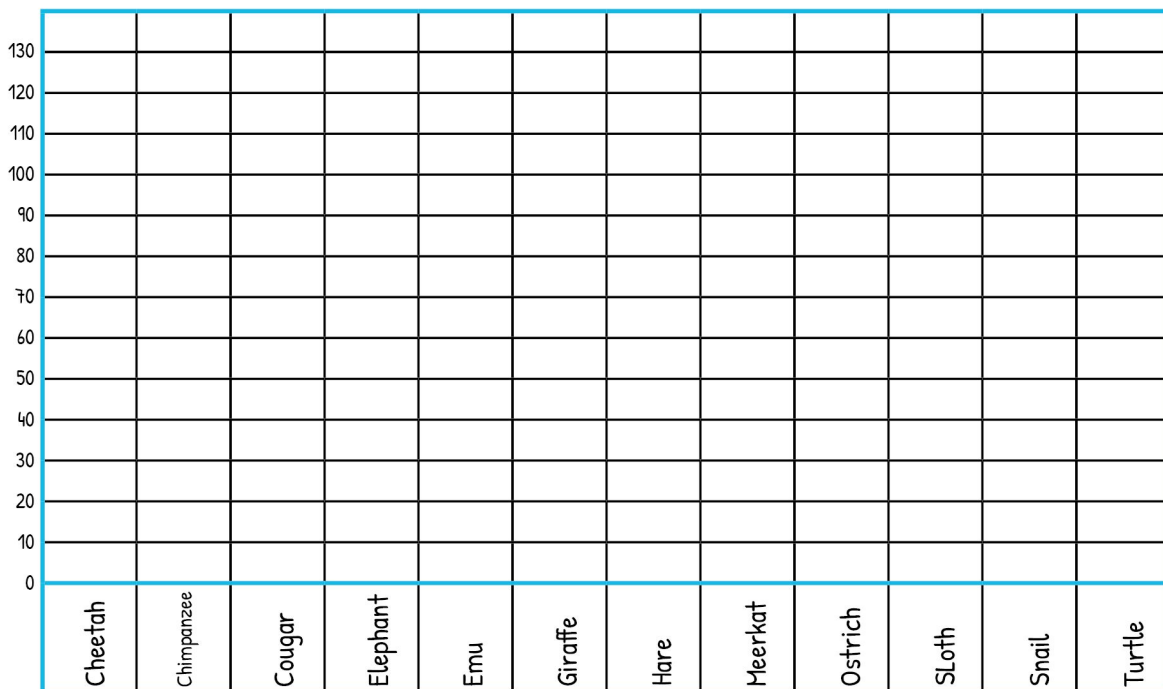 130
120
110
100
90
80
70
60
50
40
30
20
10
0
Cheetah
Chimpanzee
Cougar
Elephant
Emu
Giraffe
Hare
Meerkat
Ostrich
SLoth
Snail
Turtle